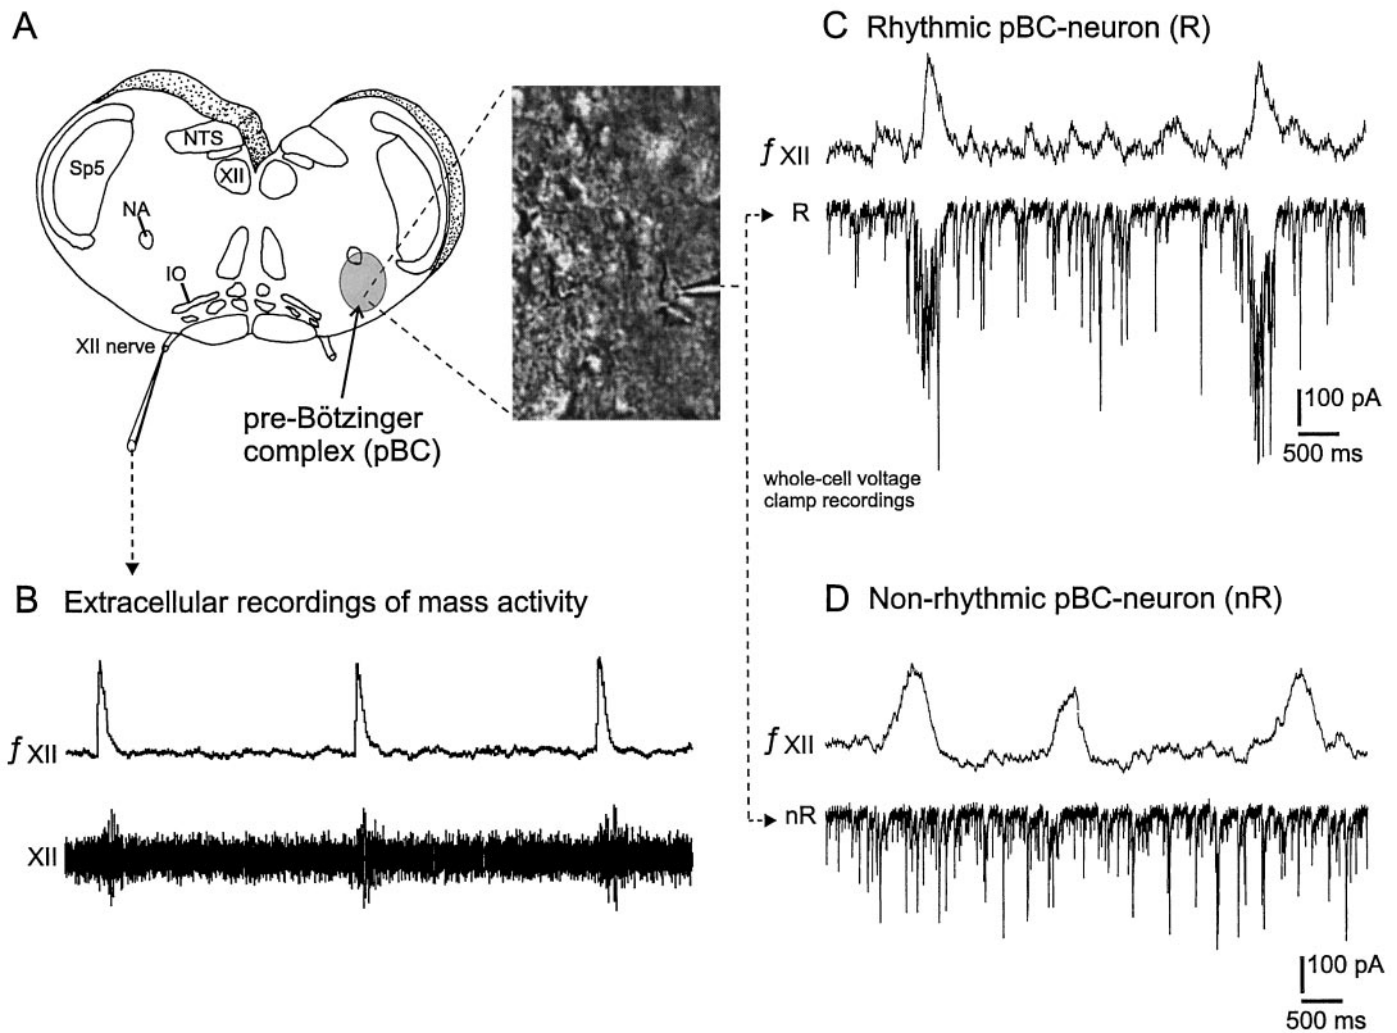 A
NTS
Sp5
XII
NA
IO
XII nerve
pre-Bötzinger
complex (pBC)
B Extracellular recordings of mass activity
f XII
XII
C Rhythmic pBC-neuron (R)
f XII
R
100 pA
500 ms
whole-cell voltage
clamp recordings
D Non-rhythmic pBC-neuron (nR)
f XII
nR
100 pA
500 ms